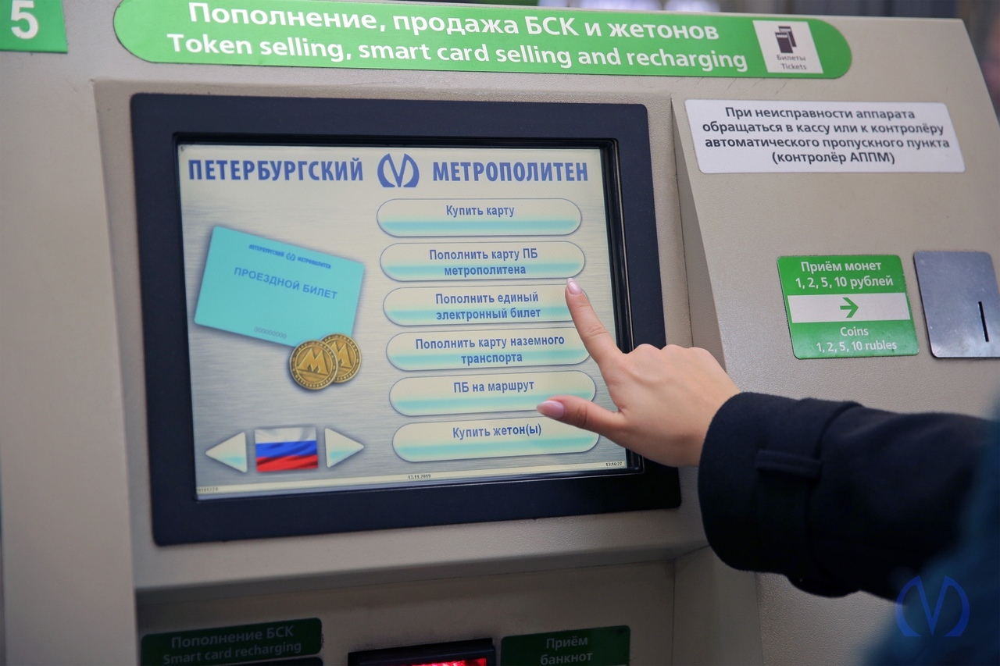 5
Пополнение, продажа БСК и жетонов
Token selling, smart card selling and recharging
Билеты
Tickets
При неисправности аппарата
обращаться в кассу или к контролёру
автоматического пропускного пункта
(контролёр АППМ)
ПЕТЕРБУРГСКИЙ МЕТРОПОЛИТЕН
Купить карту
Пополнить карту ПБ
метрополитена
Пополнить единый
электронный билет
Пополнить карту наземного
транспорта
ПБ на маршрут
Купить жетон(ы)
ПЕТЕРБУРГСКИЙ МЕТРОПОЛИТЕН
ПРОЕЗДНОЙ БИЛЕТ
000000000
13:16:27
Приём монет
1, 2, 5, 10 рублей
Coins
1, 2, 5, 10 rubles
Пополнение БСК
Smart card recharging
Приём
банкнот